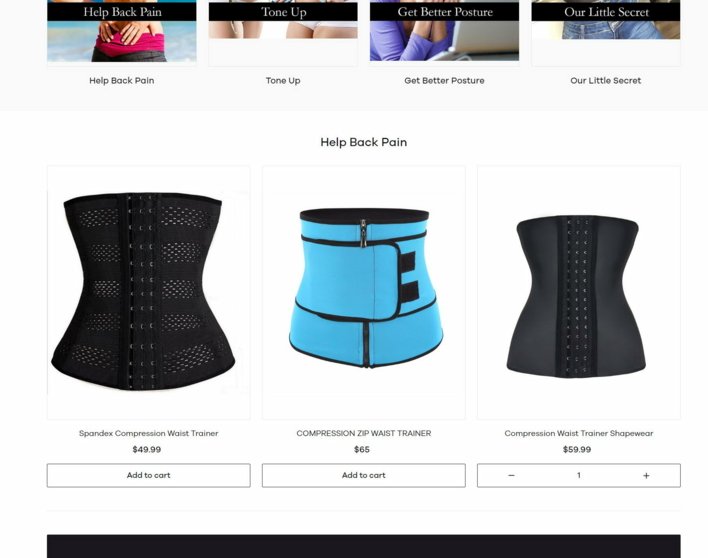 Help Back Pain
Tone Up
Get Better Posture
Our Little Secret
Help Back Pain
Tone Up
Get Better Posture
Our Little Secret
Help Back Pain
Spandex Compression Waist Trainer
COMPRESSION ZIP WAIST TRAINER
Compression Waist Trainer Shapewear
$49.99
$65
$59.99
Add to cart
Add to cart
− 1 +